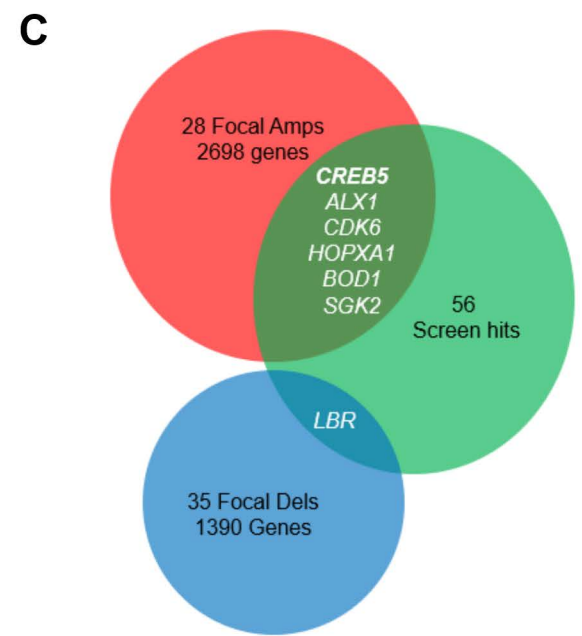 C
28 Focal Amps
2698 genes
CREB5
ALX1
CDK6
HOPXA1
BOD1
SGK2
56
Screen hits
LBR
35 Focal Dels
1390 Genes